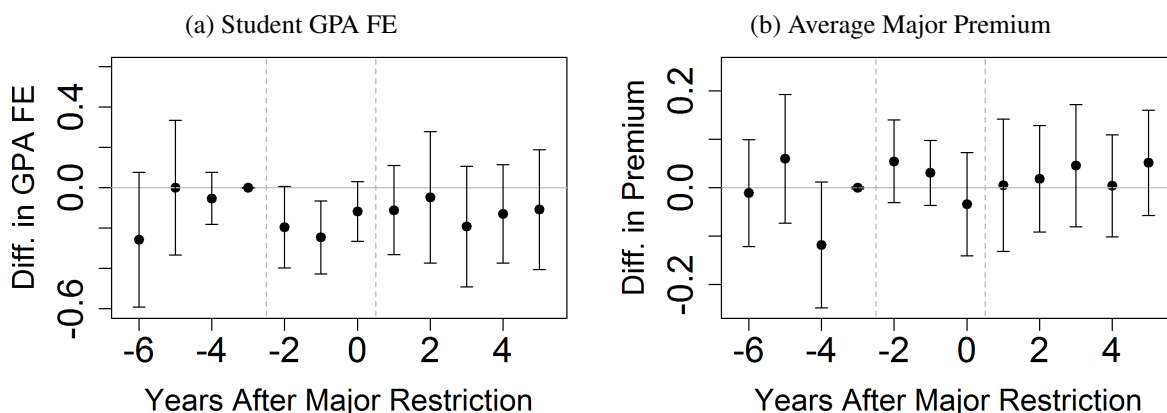 (a) Student GPA FE
Diff. in GPA FE
0.4
0.0
-0.6
-6 -4 -2 0 2 4
Years After Major Restriction
(b) Average Major Premium
Diff. in Premium
0.2
0.0
-0.2
-6 -4 -2 0 2 4
Years After Major Restriction